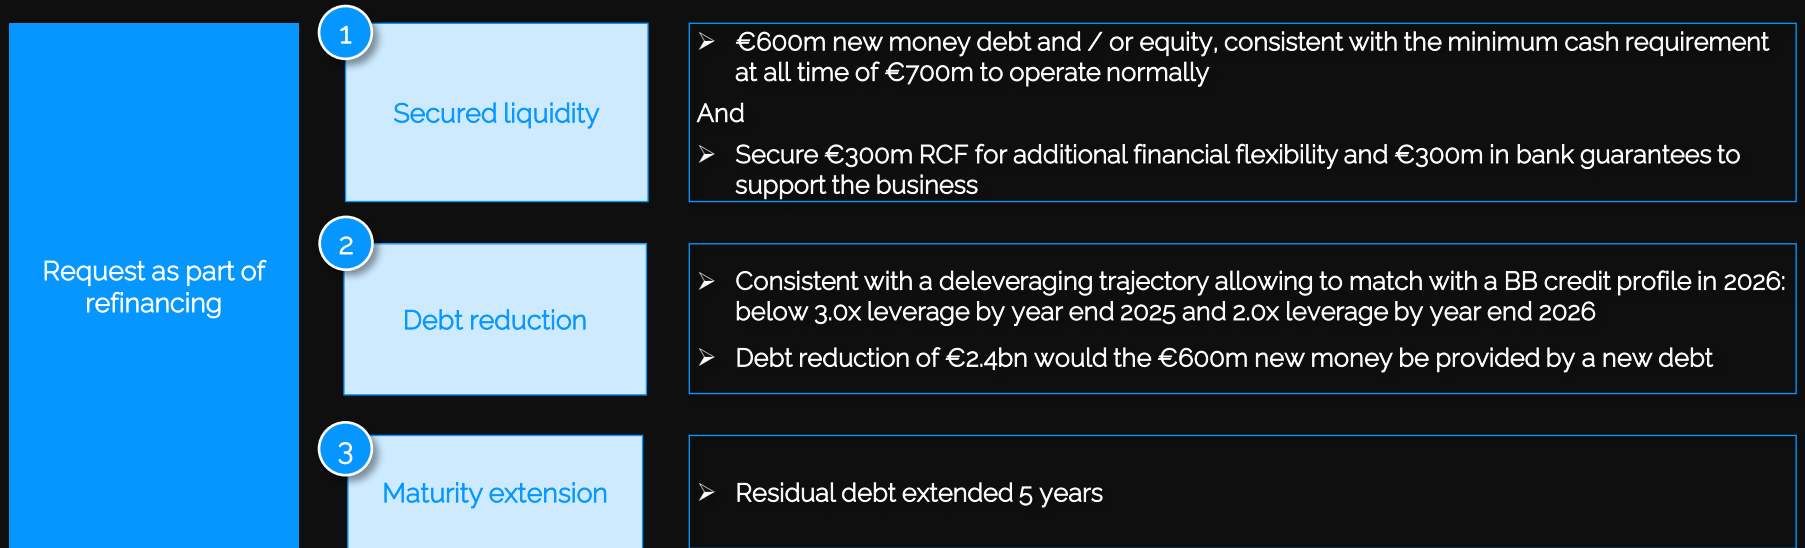 Request as part of
refinancing
1
Secured liquidity
➢ €600m new money debt and / or equity, consistent with the minimum cash requirement
at all time of €700m to operate normally
And
➢ Secure €300m RCF for additional financial flexibility and €300m in bank guarantees to
support the business
2
Debt reduction
➢ Consistent with a deleveraging trajectory allowing to match with a BB credit profile in 2026:
below 3.0x leverage by year end 2025 and 2.0x leverage by year end 2026
➢ Debt reduction of €2.4bn would the €600m new money be provided by a new debt
3
Maturity extension
➢ Residual debt extended 5 years